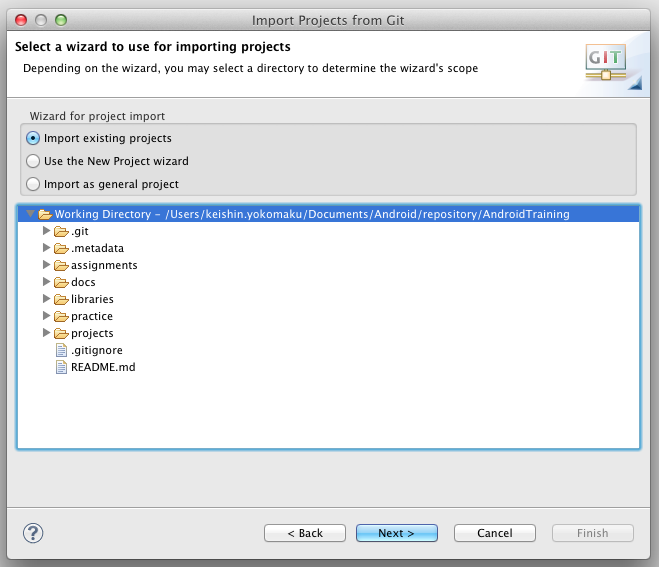 Import Projects from Git
Select a wizard to use for importing projects
Depending on the wizard, you may select a directory to determine the wizard's scope
GIT
Wizard for project import
Import existing projects
Use the New Project wizard
Import as general project
Working Directory – /Users/keishin.yokomaku/Documents/Android/repository/AndroidTraining
.git
.metadata
assignments
docs
libraries
practice
projects
.gitignore
README.md
?
< Back
Next >
Cancel
Finish